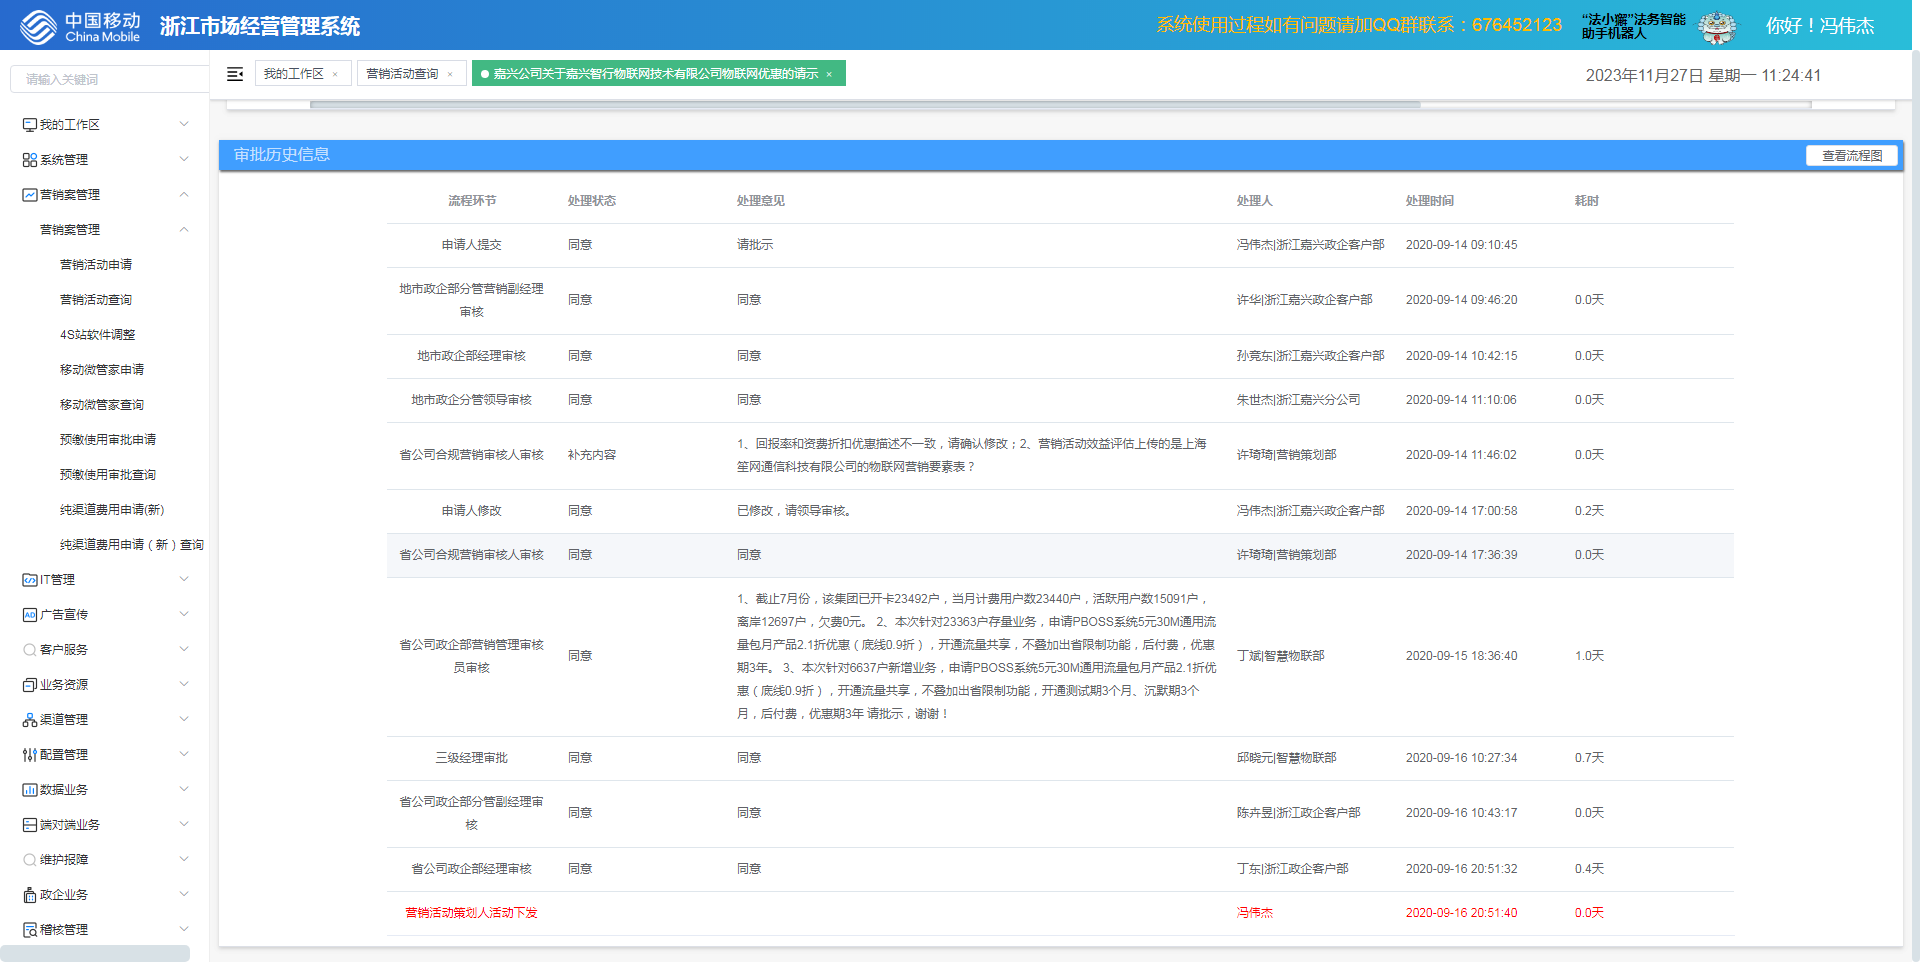 中国移动
China Mobile
浙江市场经营管理系统
系统使用过程如有问题请加QQ群联系：676452123
“法小獬”法务智能
助手机器人
你好！冯伟杰
请输入关键词
我的工作区 ×
营销活动查询 ×
嘉兴公司关于嘉兴智行物联网技术有限公司物联网优惠的请示 ×
2023年11月27日 星期一 11:24:41
我的工作区
系统管理
营销案管理
营销案管理
营销活动申请
营销活动查询
4S站软件调整
移动微管家申请
移动微管家查询
预缴使用审批申请
预缴使用审批查询
纯渠道费用申请(新)
纯渠道费用申请（新）查询
IT管理
AD 广告宣传
客户服务
业务资源
渠道管理
配置管理
数据业务
端对端业务
维护报障
政企业务
稽核管理
审批历史信息
查看流程图
流程环节 处理状态 处理意见 处理人 处理时间 耗时
申请人提交 同意 请批示 冯伟杰|浙江嘉兴政企客户部 2020-09-14 09:10:45
地市政企部分管营销副经理
审核
同意 同意 许华|浙江嘉兴政企客户部 2020-09-14 09:46:20 0.0天
地市政企部经理审核 同意 同意 孙竞东|浙江嘉兴政企客户部 2020-09-14 10:42:15 0.0天
地市政企分管领导审核 同意 同意 朱世杰|浙江嘉兴分公司 2020-09-14 11:10:06 0.0天
省公司合规营销审核人审核 补充内容
1、回报率和资费折扣优惠描述不一致，请确认修改；2、营销活动效益评估上传的是上海
笙网通信科技有限公司的物联网营销要素表？
许琦琦|营销策划部 2020-09-14 11:46:02 0.0天
申请人修改 同意 已修改，请领导审核。 冯伟杰|浙江嘉兴政企客户部 2020-09-14 17:00:58 0.2天
省公司合规营销审核人审核 同意 同意 许琦琦|营销策划部 2020-09-14 17:36:39 0.0天
省公司政企部营销管理审核
员审核
同意
1、截止7月份，该集团已开卡23492户，当月计费用户数23440户，活跃用户数15091户，
离岸12697户，欠费0元。 2、本次针对23363户存量业务，申请PBOSS系统5元30M通用流
量包月产品2.1折优惠（底线0.9折），开通流量共享，不叠加出省限制功能，后付费，优惠
期3年。 3、本次针对6637户新增业务，申请PBOSS系统5元30M通用流量包月产品2.1折优
惠（底线0.9折），开通流量共享，不叠加出省限制功能，开通测试期3个月、沉默期3个
月，后付费，优惠期3年 请批示，谢谢！
丁斌|智慧物联部 2020-09-15 18:36:40 1.0天
三级经理审批 同意 同意 邱晓元|智慧物联部 2020-09-16 10:27:34 0.7天
省公司政企部分管副经理审
核
同意 同意 陈卉昱|浙江政企客户部 2020-09-16 10:43:17 0.0天
省公司政企部经理审核 同意 同意 丁东|浙江政企客户部 2020-09-16 20:51:32 0.4天
营销活动策划人活动下发 冯伟杰 2020-09-16 20:51:40 0.0天